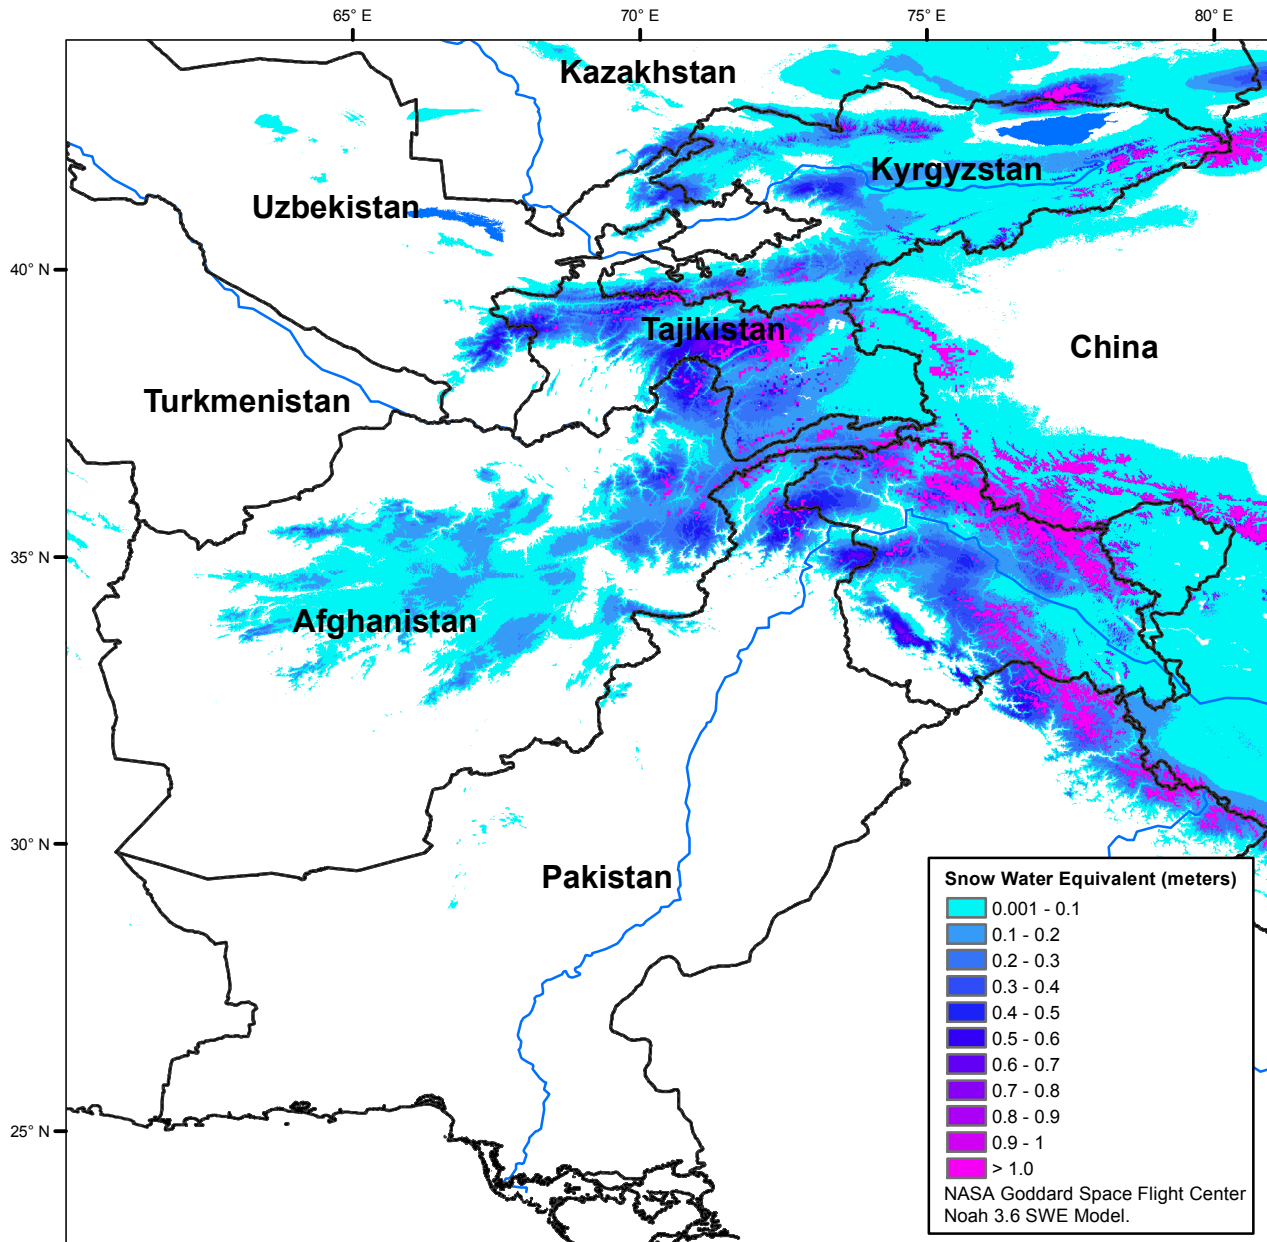 65° E
70° E
75° E
80° E
Kazakhstan
Kyrgyzstan
Uzbekistan
40° N
Tajikistan
China
Turkmenistan
35° N
Afghanistan
30° N
Pakistan
25° N
Snow Water Equivalent (meters)
0.001 - 0.1
0.1 - 0.2
0.2 - 0.3
0.3 - 0.4
0.4 - 0.5
0.5 - 0.6
0.6 - 0.7
0.7 - 0.8
0.8 - 0.9
0.9 - 1
> 1.0
NASA Goddard Space Flight Center
Noah 3.6 SWE Model.